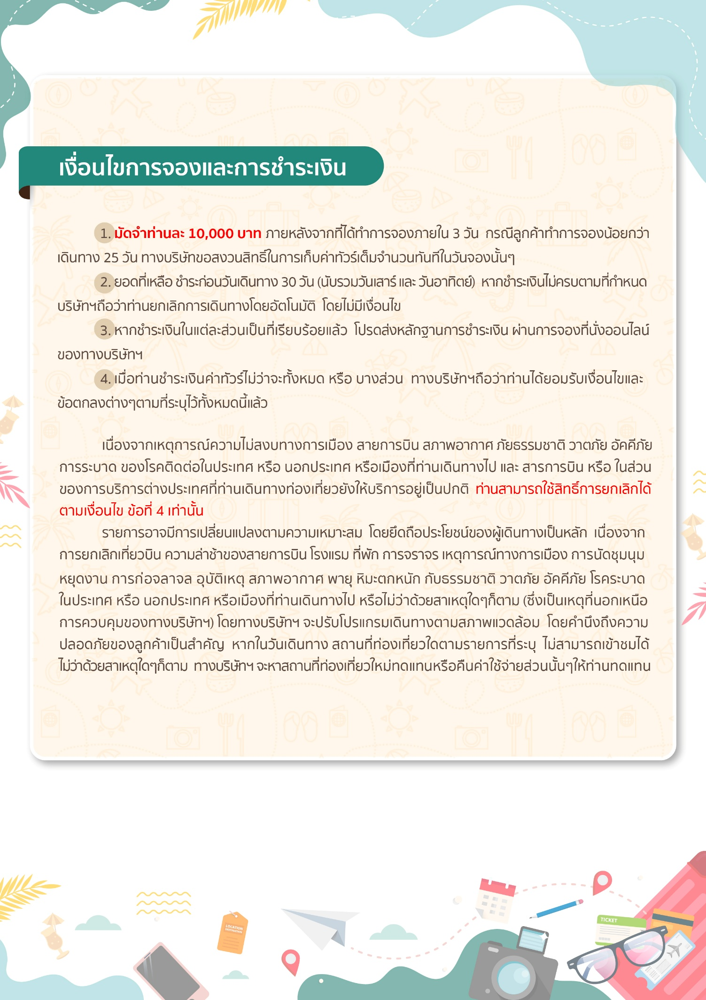 เงื่อนไขการจองและการชำระเงิน
1. มัดจำท่านละ 10,000 บาท ภายหลังจากที่ได้ทำการจองภายใน 3 วัน กรณีลูกค้าทำการจองน้อยกว่า
เดินทาง 25 วัน ทางบริษัทขอสงวนสิทธิ์ในการเก็บค่าทัวร์เต็มจำนวนทันทีในวันจองนั้นๆ
2. ยอดที่เหลือ ชำระก่อนวันเดินทาง 30 วัน (นับรวมวันเสาร์ และ วันอาทิตย์) หากชำระเงินไม่ครบตามที่กำหนด
บริษัทฯถือว่าท่านยกเลิกการเดินทางโดยอัตโนมัติ โดยไม่มีเงื่อนไข
3. หากชำระเงินในแต่ละส่วนเป็นที่เรียบร้อยแล้ว โปรดส่งหลักฐานการชำระเงิน ผ่านการจองที่นั่งออนไลน์
ของทางบริษัทฯ
4. เมื่อท่านชำระเงินค่าทัวร์ไม่ว่าจะทั้งหมด หรือ บางส่วน ทางบริษัทฯถือว่าท่านได้ยอมรับเงื่อนไขและ
ข้อตกลงต่างๆตามที่ระบุไว้ทั้งหมดนี้แล้ว
เนื่องจากเหตุการณ์ความไม่สงบทางการเมือง สายการบิน สภาพอากาศ ภัยธรรมชาติ วาตภัย อัคคีภัย
การระบาด ของโรคติดต่อในประเทศ หรือ นอกประเทศ หรือเมืองที่ท่านเดินทางไป และ สารการบิน หรือ ในส่วน
ของการบริการต่างประเทศที่ท่านเดินทางท่องเที่ยวยังให้บริการอยู่เป็นปกติ ท่านสามารถใช้สิทธิ์การยกเลิกได้
ตามเงื่อนไข ข้อที่ 4 เท่านั้น
รายการอาจมีการเปลี่ยนแปลงตามความเหมาะสม โดยยึดถือประโยชน์ของผู้เดินทางเป็นหลัก เนื่องจาก
การยกเลิกเที่ยวบิน ความล่าช้าของสายการบิน โรงแรม ที่พัก การจราจร เหตุการณ์ทางการเมือง การนัดชุมนุม
หยุดงาน การก่อจลาจล อุบัติเหตุ สภาพอากาศ พายุ หิมะตกหนัก กับธรรมชาติ วาตภัย อัคคีภัย โรคระบาด
ในประเทศ หรือ นอกประเทศ หรือเมืองที่ท่านเดินทางไป หรือไม่ว่าด้วยสาเหตุใดๆก็ตาม (ซึ่งเป็นเหตุที่นอกเหนือ
การควบคุมของทางบริษัทฯ) โดยทางบริษัทฯ จะปรับโปรแกรมเดินทางตามสภาพแวดล้อม โดยคำนึงถึงความ
ปลอดภัยของลูกค้าเป็นสำคัญ หากในวันเดินทาง สถานที่ท่องเที่ยวใดตามรายการที่ระบุ ไม่สามารถเข้าชมได้
ไม่ว่าด้วยสาเหตุใดๆก็ตาม ทางบริษัทฯ จะหาสถานที่ท่องเที่ยวใหม่ทดแทนหรือคืนค่าใช้จ่ายส่วนนั้นๆให้ท่านทดแทน
TICKET
LOCATION
DESTINATION